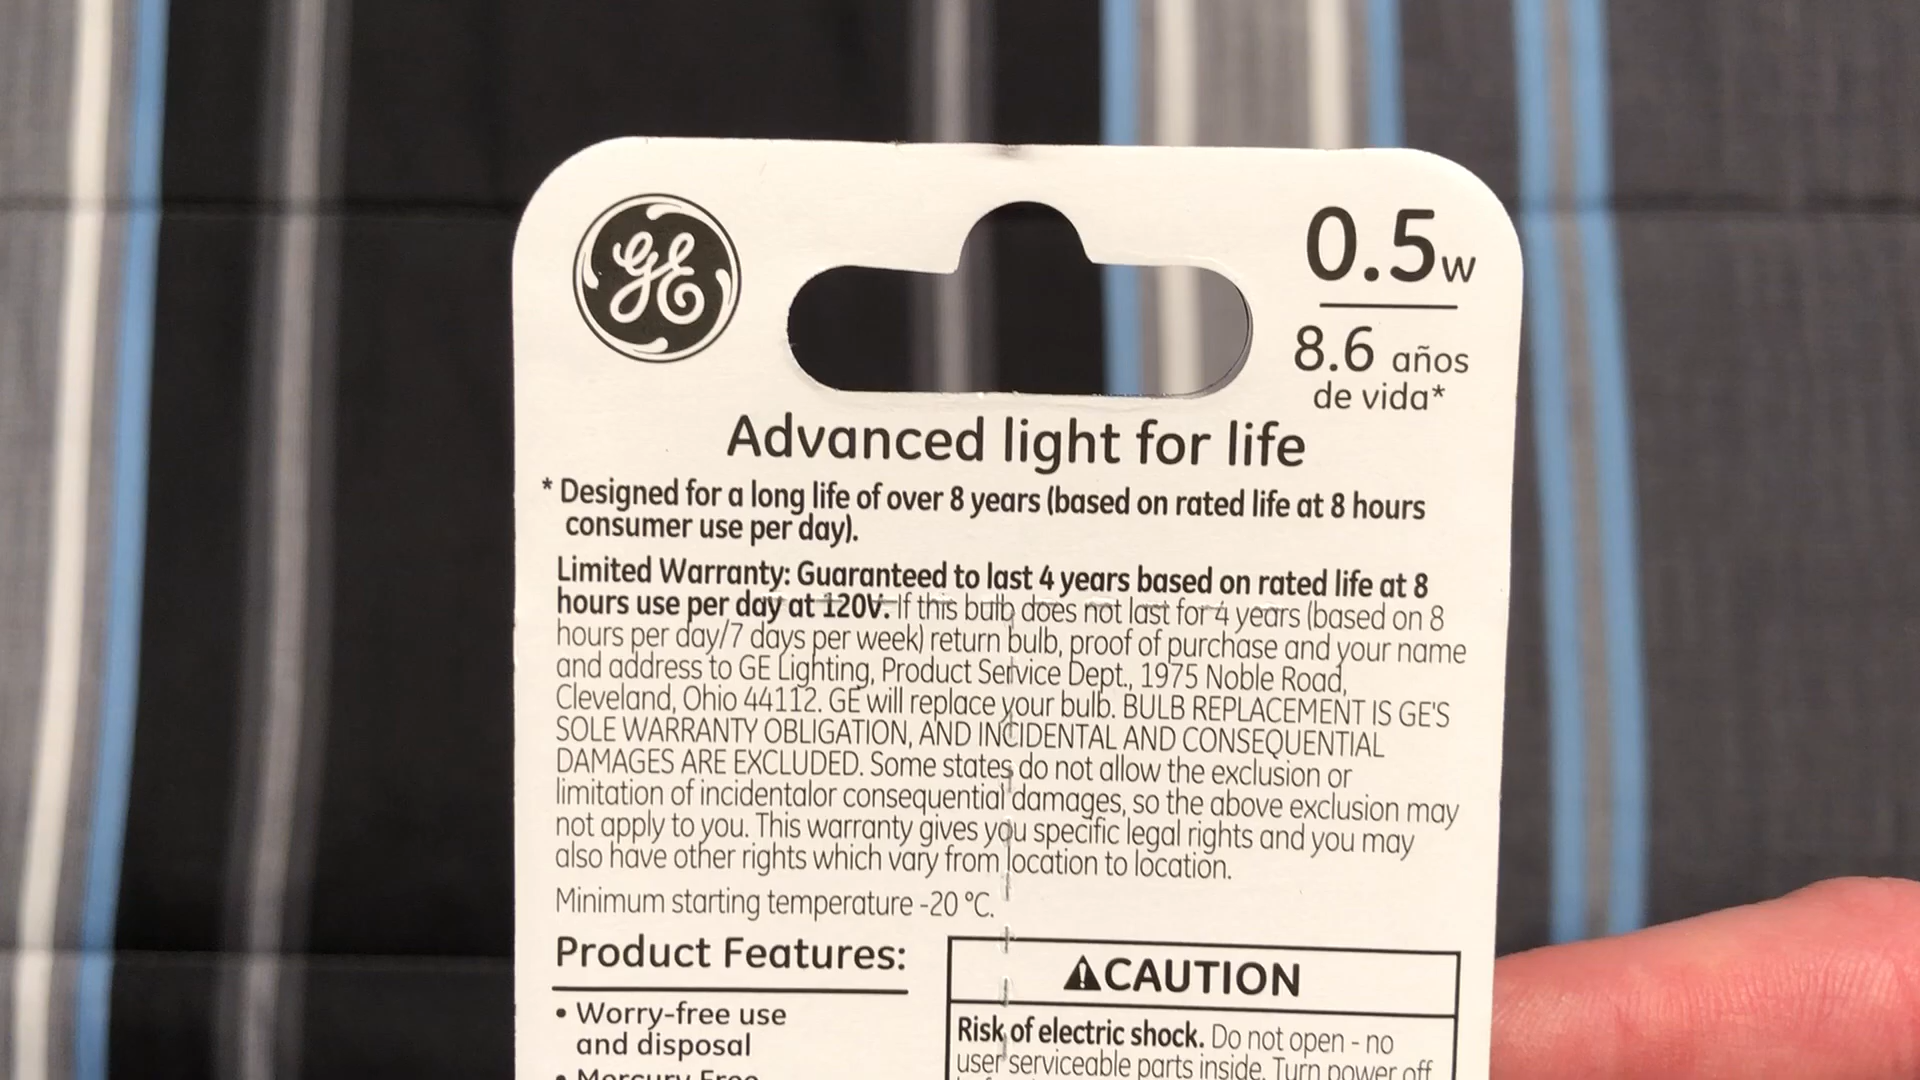 GE
0.5w
8.6 años
de vida*
Advanced light for life
* Designed for a long life of over 8 years (based on rated life at 8 hours
consumer use per day).
Limited Warranty: Guaranteed to last 4 years based on rated life at 8
hours use per day at 120V. If this bulb does not last for 4 years (based on 8
hours per day/7 days per week) return bulb, proof of purchase and your name
and address to GE Lighting, Product Service Dept., 1975 Noble Road,
Cleveland, Ohio 44112. GE will replace your bulb. BULB REPLACEMENT IS GE'S
SOLE WARRANTY OBLIGATION, AND INCIDENTAL AND CONSEQUENTIAL
DAMAGES ARE EXCLUDED. Some states do not allow the exclusion or
limitation of incidentalor consequential damages, so the above exclusion may
not apply to you. This warranty gives you specific legal rights and you may
also have other rights which vary from location to location.
Minimum starting temperature -20 °C.
Product Features:
• Worry-free use
and disposal
• Mercury Free
⚠CAUTION
Risk of electric shock. Do not open - no
user serviceable parts inside. Turn power off